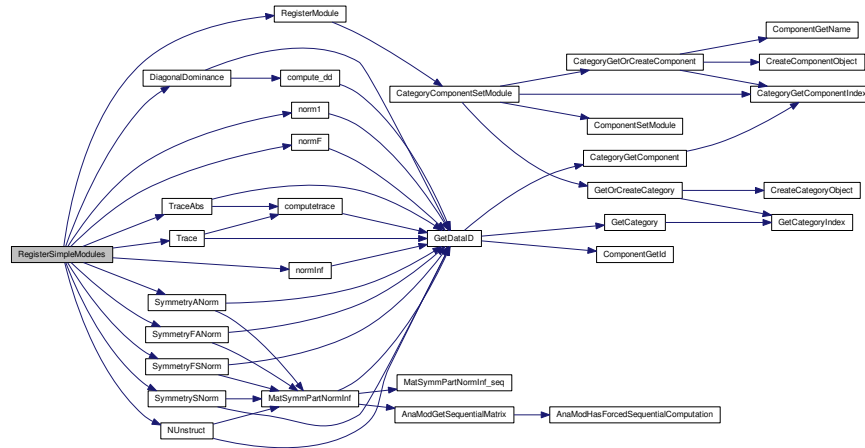 RegisterModule
ComponentGetName
CategoryGetOrCreateComponent
CreateComponentObject
DiagonalDominance
compute_dd
CategoryComponentSetModule
CategoryGetComponentIndex
norm1
ComponentSetModule
normF
CategoryGetComponent
GetOrCreateCategory
CreateCategoryObject
TraceAbs
computetrace
GetCategory
GetCategoryIndex
Trace
GetDataID
RegisterSimpleModules
ComponentGetId
normInf
SymmetryANorm
SymmetryFANorm
SymmetryFSNorm
MatSymmPartNormInf_seq
SymmetrySNorm
MatSymmPartNormInf
AnaModGetSequentialMatrix
AnaModHasForcedSequentialComputation
NUnstruct